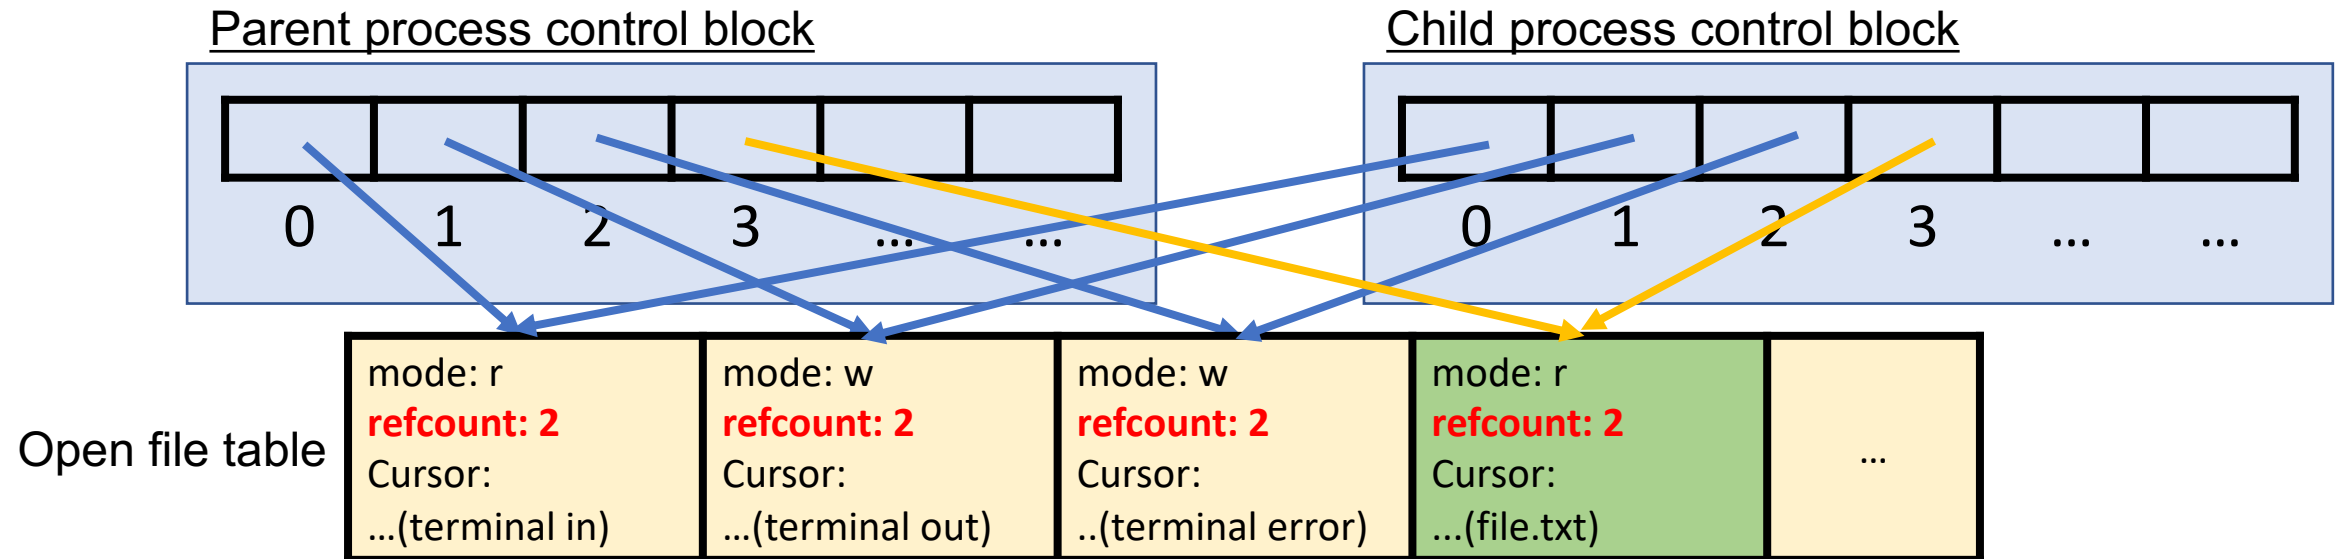 Parent process control block
Child process control block
0 1 2 3 ... ...
0 1 2 3 ... ...
Open file table
mode: r
refcount: 2
Cursor:
...(terminal in)
mode: w
refcount: 2
Cursor:
...(terminal out)
mode: w
refcount: 2
Cursor:
..(terminal error)
mode: r
refcount: 2
Cursor:
...(file.txt)
...